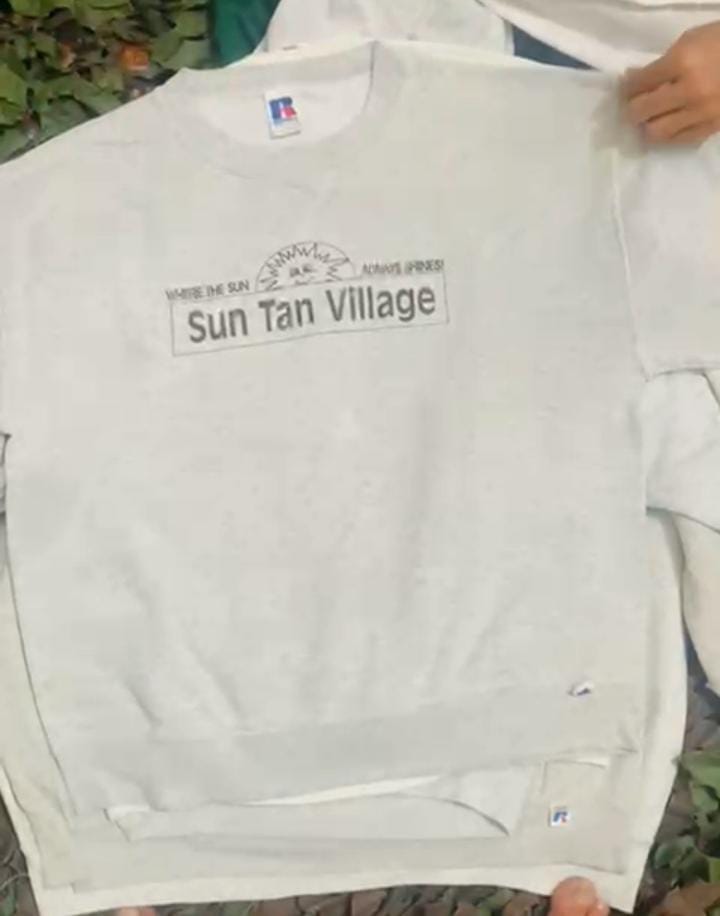 WHERE THE SUN ALWAYS SHINES!
Sun Tan Village
R
R